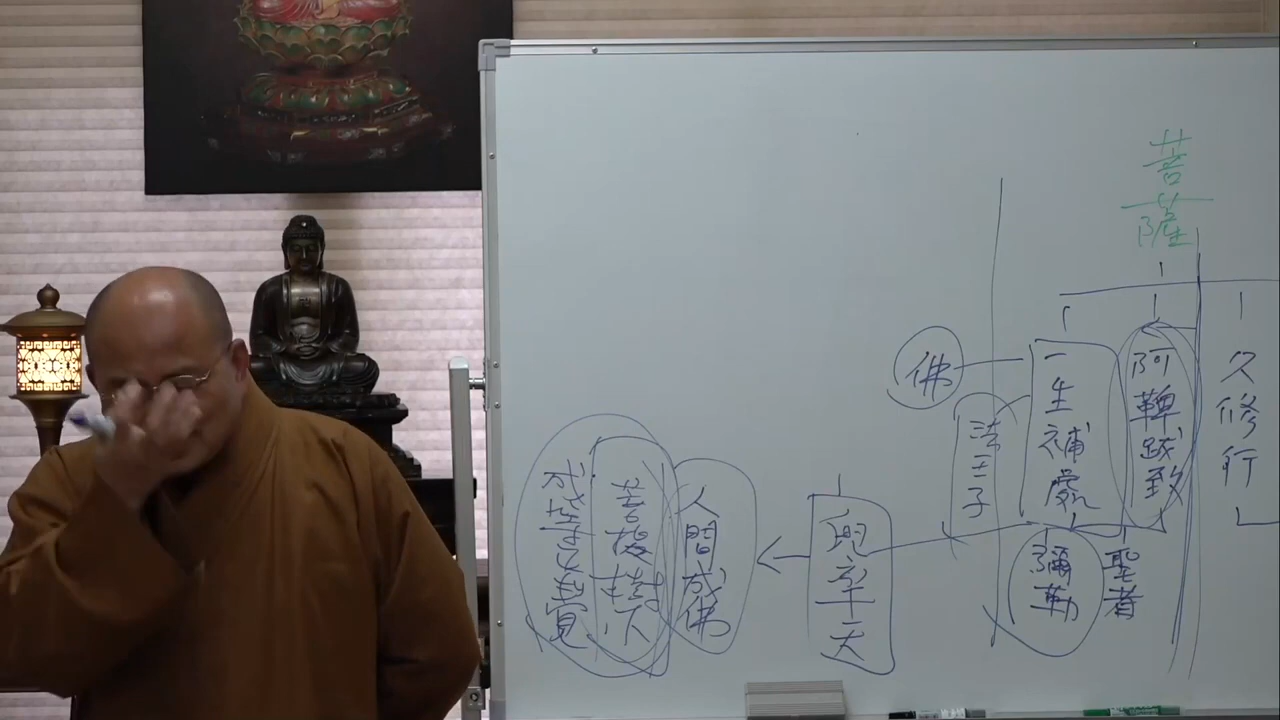 菩薩
久修行
阿鞞跋致
一生補處
佛
法王子
聖者
彌勒
兜率天
人間成佛
菩提樹下
成等正覺